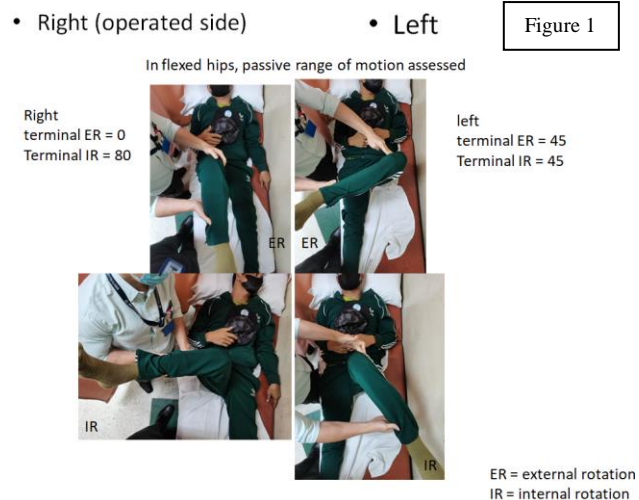 • Right (operated side)
• Left
Figure 1
In flexed hips, passive range of motion assessed
Right
terminal ER = 0
Terminal IR = 80
left
terminal ER = 45
Terminal IR = 45
ER
ER
IR
IR
ER = external rotation
IR = internal rotation